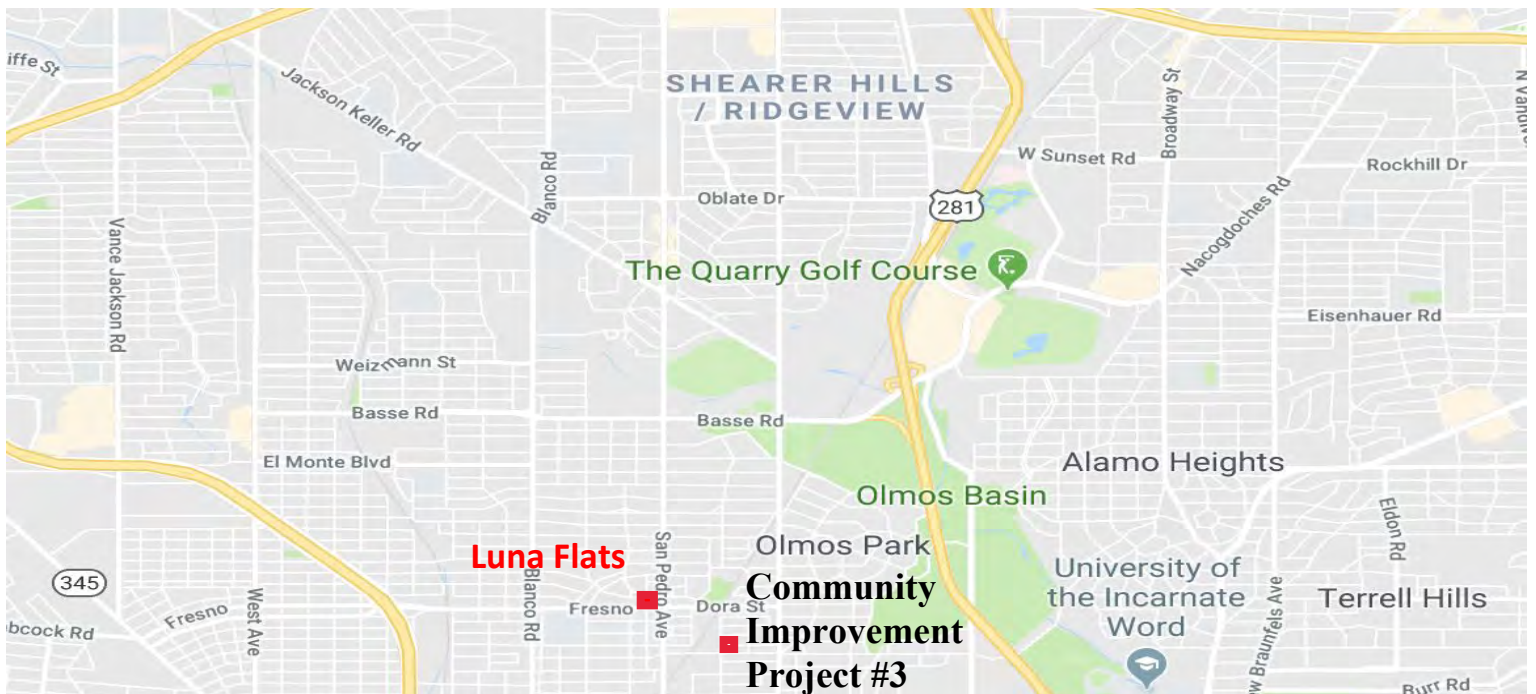 iffe St
Jackson Keller Rd
SHEARER HILLS
/ RIDGEVIEW
Broadway St
W Sunset Rd
Rockhill Dr
Blanco Rd
Oblate Dr
281
Nacogdoches Rd
Vance Jackson Rd
The Quarry Golf Course
Eisenhauer Rd
Weizmann St
Basse Rd
Basse Rd
El Monte Blvd
Alamo Heights
Olmos Basin
Eldon Rd
Luna Flats
San Pedro Ave
Olmos Park
345
West Ave
Fresno
Blanco Rd
Fresno
Dora St
Community
Improvement
Project #3
University of
the Incarnate
Word
Terrell Hills
bcock Rd
w Braunfels Ave
Burr Rd